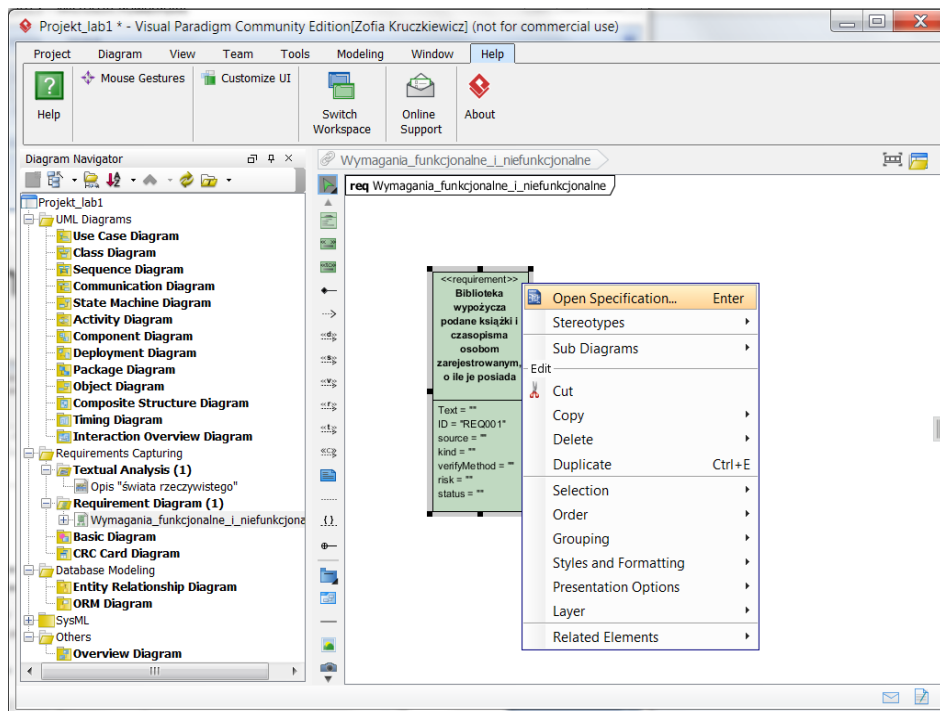 Projekt_lab1 * - Visual Paradigm Community Edition[Zofia Kruczkiewicz] (not for commercial use)
Project Diagram View Team Tools Modeling Window Help
Mouse Gestures
Customize UI
Help
Switch Workspace
Online Support
About
Diagram Navigator
Projekt_lab1
UML Diagrams
Use Case Diagram
Class Diagram
Sequence Diagram
Communication Diagram
State Machine Diagram
Activity Diagram
Component Diagram
Deployment Diagram
Package Diagram
Object Diagram
Composite Structure Diagram
Timing Diagram
Interaction Overview Diagram
Requirements Capturing
Textual Analysis (1)
Opis "świata rzeczywistego"
Requirement Diagram (1)
Wymagania_funkcjonalne_i_niefunkcjona
Basic Diagram
CRC Card Diagram
Database Modeling
Entity Relationship Diagram
ORM Diagram
SysML
Others
Overview Diagram
Wymagania_funkcjonalne_i_niefunkcjonalne
req Wymagania_funkcjonalne_i_niefunkcjonalne
<<requirement>>
Biblioteka
wypożycza
podane książki i
czasopisma
osobom
zarejestrowanym,
o ile je posiada
Text = ""
ID = "REQ001"
source = ""
kind = ""
verifyMethod = ""
risk = ""
status = ""
Open Specification... Enter
Stereotypes
Sub Diagrams
Edit
Cut
Copy
Delete
Duplicate Ctrl+E
Selection
Order
Grouping
Styles and Formatting
Presentation Options
Layer
Related Elements